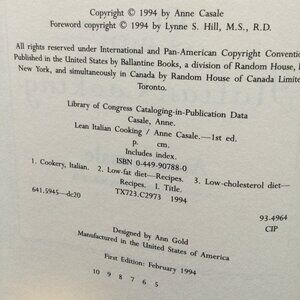 Copyright © 1994 by Anne Casale
Foreword copyright © 1994 by Lynne S. Hill, M.S., R.D.
All rights reserved under International and Pan-American Copyright Convention
Published in the United States by Ballantine Books, a division of Random
New York, and simultaneously in Canada by Random House of Canada Limite
Toronto.
Library of Congress Cataloging-in-Publication Data
Casale, Anne.
Lean Italian Cooking / Anne Casale.—1st ed.
p. cm.
Includes index.
ISBN 0-449-90788-0
1. Cookery, Italian. 2. Low-fat diet—Recipes. 3. Low-cholesterol diet—
Recipes. I. Title.
TX723.C2973 1994
641.5945—dc20
93-4964
CIP
Designed by Ann Gold
Manufactured in the United States of America
First Edition: February 1994
10 9 8 7 6 5